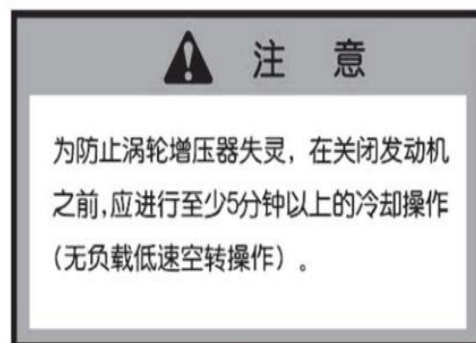 注 意
为防止涡轮增压器失灵，在关闭发动机
之前,应进行至少5分钟以上的冷却操作
（无负载低速空转操作）。